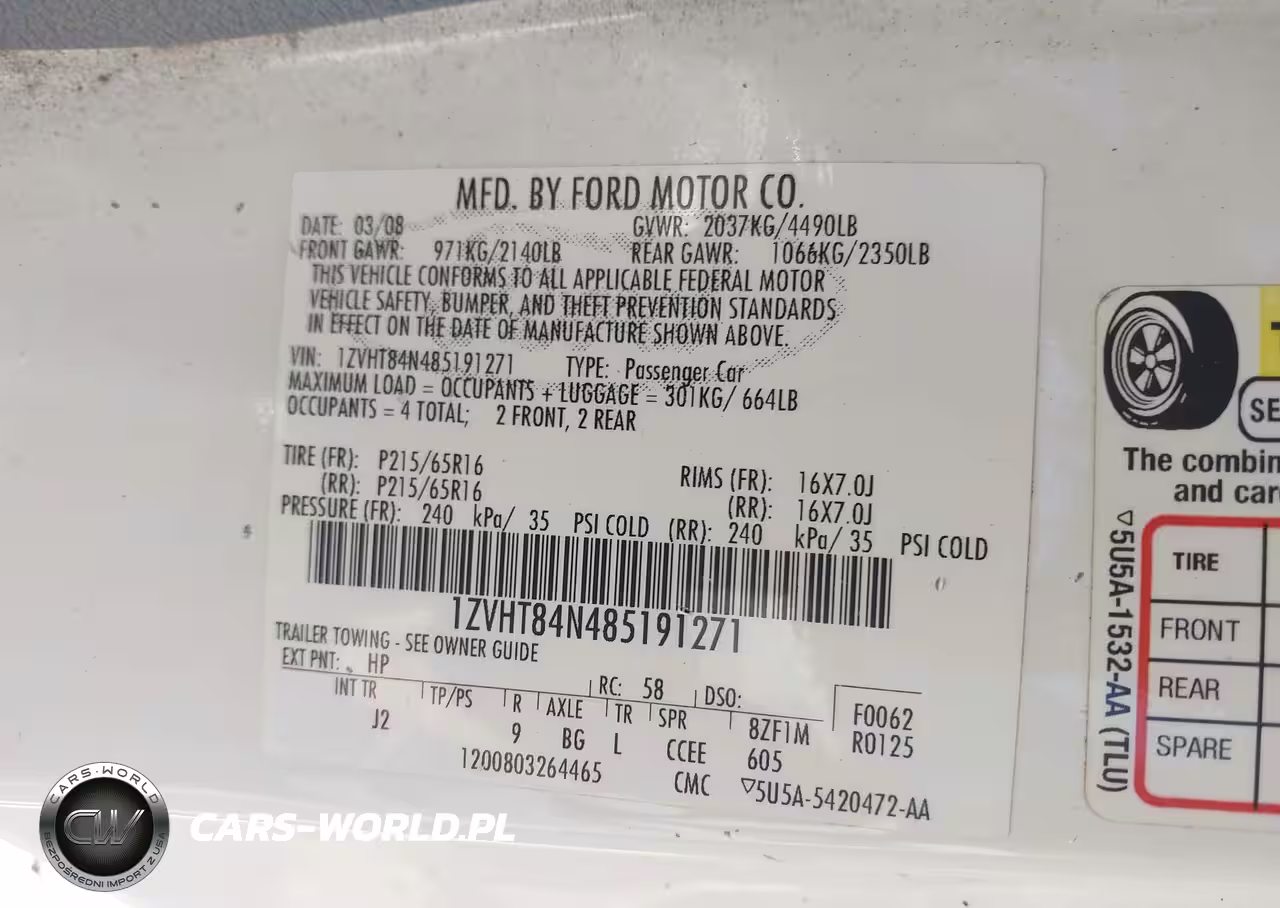 MFD. BY FORD MOTOR CO.
DATE: 03/08 GVWR: 2037KG/4490LB
FRONT GAWR: 971KG/2140LB REAR GAWR: 1066KG/2350LB
THIS VEHICLE CONFORMS TO ALL APPLICABLE FEDERAL MOTOR
VEHICLE SAFETY, BUMPER, AND THEFT PREVENTION STANDARDS
IN EFFECT ON THE DATE OF MANUFACTURE SHOWN ABOVE.
VIN: 1ZVHT84N485191271 TYPE: Passenger Car
MAXIMUM LOAD = OCCUPANTS + LUGGAGE = 301KG/ 664LB
OCCUPANTS = 4 TOTAL; 2 FRONT, 2 REAR
TIRE (FR): P215/65R16 RIMS (FR): 16X7.0J
(RR): P215/65R16 (RR): 16X7.0J
PRESSURE (FR): 240 kPa/ 35 PSI COLD (RR): 240 kPa/ 35 PSI COLD
1ZVHT84N485191271
TRAILER TOWING - SEE OWNER GUIDE
EXT PNT: HP RC: 58 DSO:
INT TR TP/PS R AXLE TR SPR 8ZF1M F0062
J2 9 BG L CCEE 605 R0125
1200803264465 CMC ▽5U5A-5420472-AA
SE
The combin
and car
TIRE
FRONT
REAR
SPARE
▽5U5A-1532-AA (TLU)
CARS-WORLD
CW
BEZPOŚREDNI IMPORT Z USA
CARS-WORLD.PL